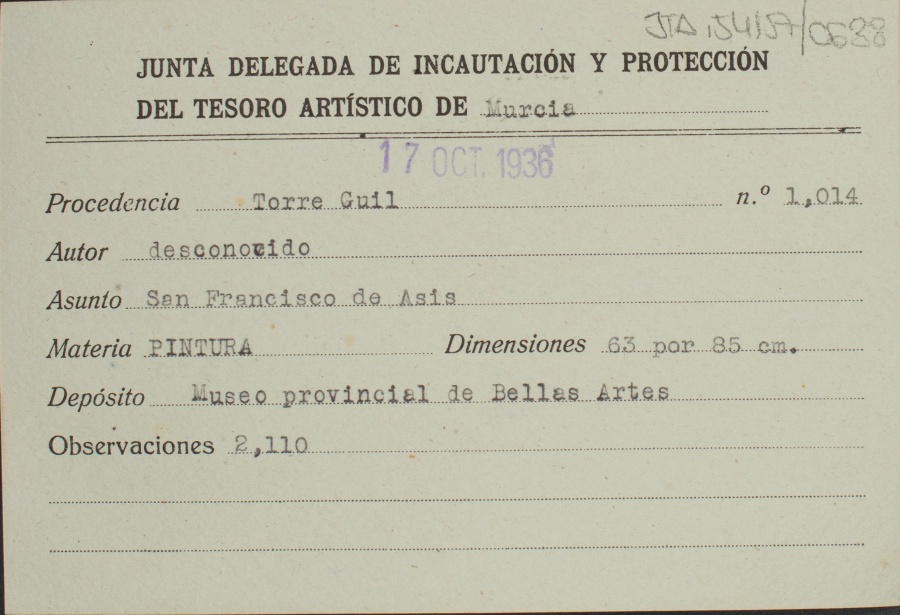 JTA,54/57/0638
JUNTA DELEGADA DE INCAUTACIÓN Y PROTECCIÓN
DEL TESORO ARTÍSTICO DE Murcia
17 OCT. 1936
Procedencia Torre Guil n.º 1,014
Autor desconocido
Asunto San Francisco de Asis
Materia PINTURA Dimensiones 63 por 85 cm.
Depósito Museo provincial de Bellas Artes
Observaciones 2,110